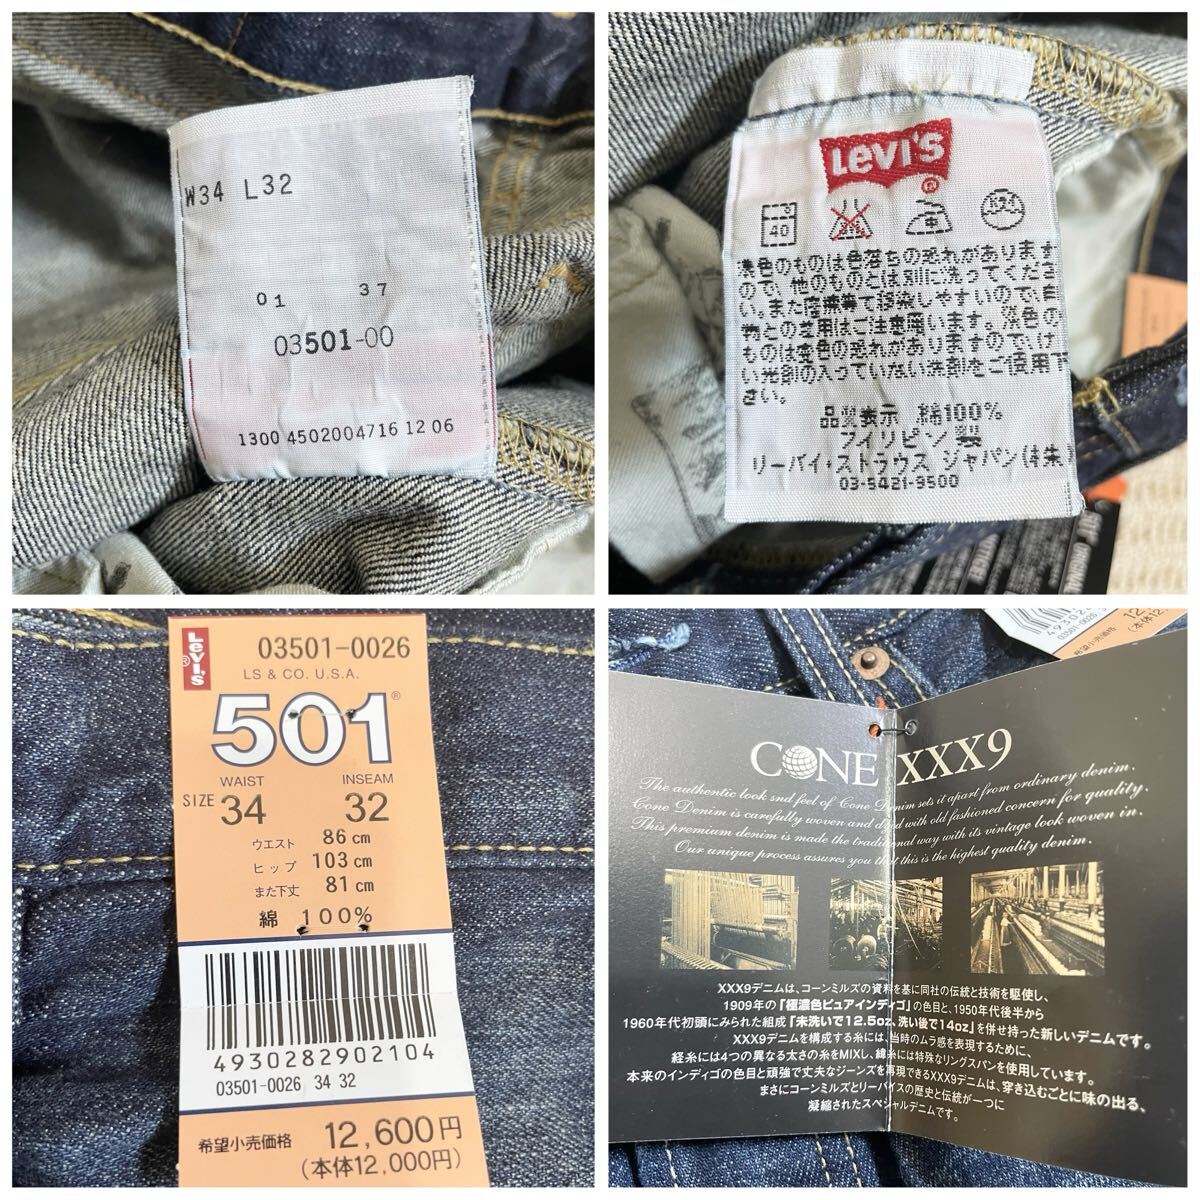 W34 L32
01 37
03501-00
1300 4502004716 12 06
LEVI'S
®
40
濃色のものは色落ちの恐れがあります
ので、他のものとは別に洗ってくださ
い。また摩擦等で移染しやすいので、淡色
物との着用はご注意願います。淡色の
ものは変色の恐れがありますので、けい
い光剤の入っていない洗剤をご使用下
さい。
品質表示 綿100%
フィリピン製
リーバイ・ストラウス ジャパン(株)
03-5421-9500
LEVI'S
®
03501-0026
LS & CO. U.S.A.
501®
WAIST INSEAM
SIZE 34 32
ウエスト 86cm
ヒップ 103cm
また下丈 81cm
綿 100%
4930282902104
03501-0026 34 32
希望小売価格 12,600円
(本体12,000円)
03501-0026
希望小売価格
CONE XXX9
The authentic look snd feel of Cone Denim sets it apart from ordinary denim.
Cone Denim is carefully woven and dyed with old fashioned concern for quality.
This premium denim is made the traditional way with its vintage look woven in.
Our unique process assures you that this is the highest quality denim.
XXX9デニムは、コーンミルズの資料を基に同社の伝統と技術を駆使し、
1909年の「極濃色ピュアインディゴ」の色目と、1950年代後半から
1960年代初頭にみられた組成「未洗いで12.5oz、洗い後で14oz」を併せ持った新しいデニムです。
XXX9デニムを構成する糸には、当時のムラ感を表現するために、
経糸には4つの異なる太さの糸をMIXし、緯糸には特殊なリングスパンを使用しています。
本来のインディゴの色目と頑強で丈夫なジーンズを再現できるXXX9デニムは、穿き込むごとに味の出る、
まさにコーンミルズとリーバイスの歴史と伝統が一つに
凝縮されたスペシャルデニムです。